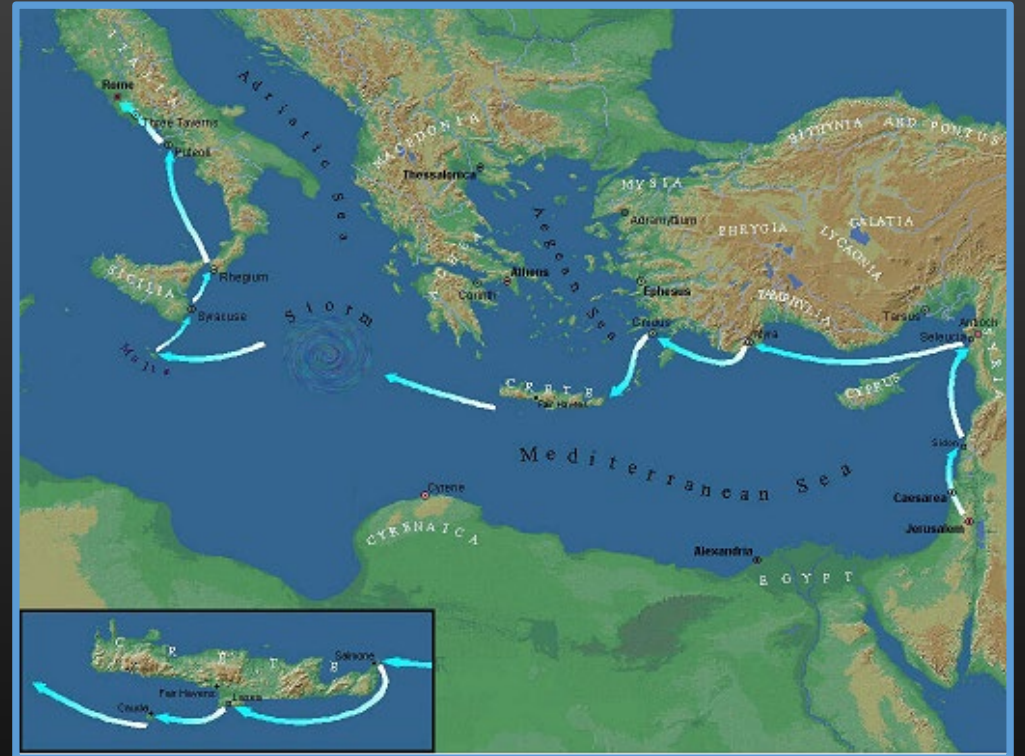 ITALY
Rome
Three Taverns
Puteoli
Adriatic Sea
MACEDONIA
Thessalonica
BITHYNIA AND PONTUS
MYSIA
Adramyttium
PHRYGIA
GALATIA
LYCAONIA
Aegean Sea
Athens
Corinth
Ephesus
PAMPHYLIA
Tarsus
Antioch
Seleucia
SYRIA
Rhegium
SICILIA
Syracuse
Storm
Malta
Cnidus
Myra
CRETE
Fair Havens
CYPRUS
Sidon
Mediterranean Sea
Caesarea
Jerusalem
Cyrene
CYRENAICA
Alexandria
EGYPT
CRETE
Salmone
Fair Havens
Lasea
Cauda